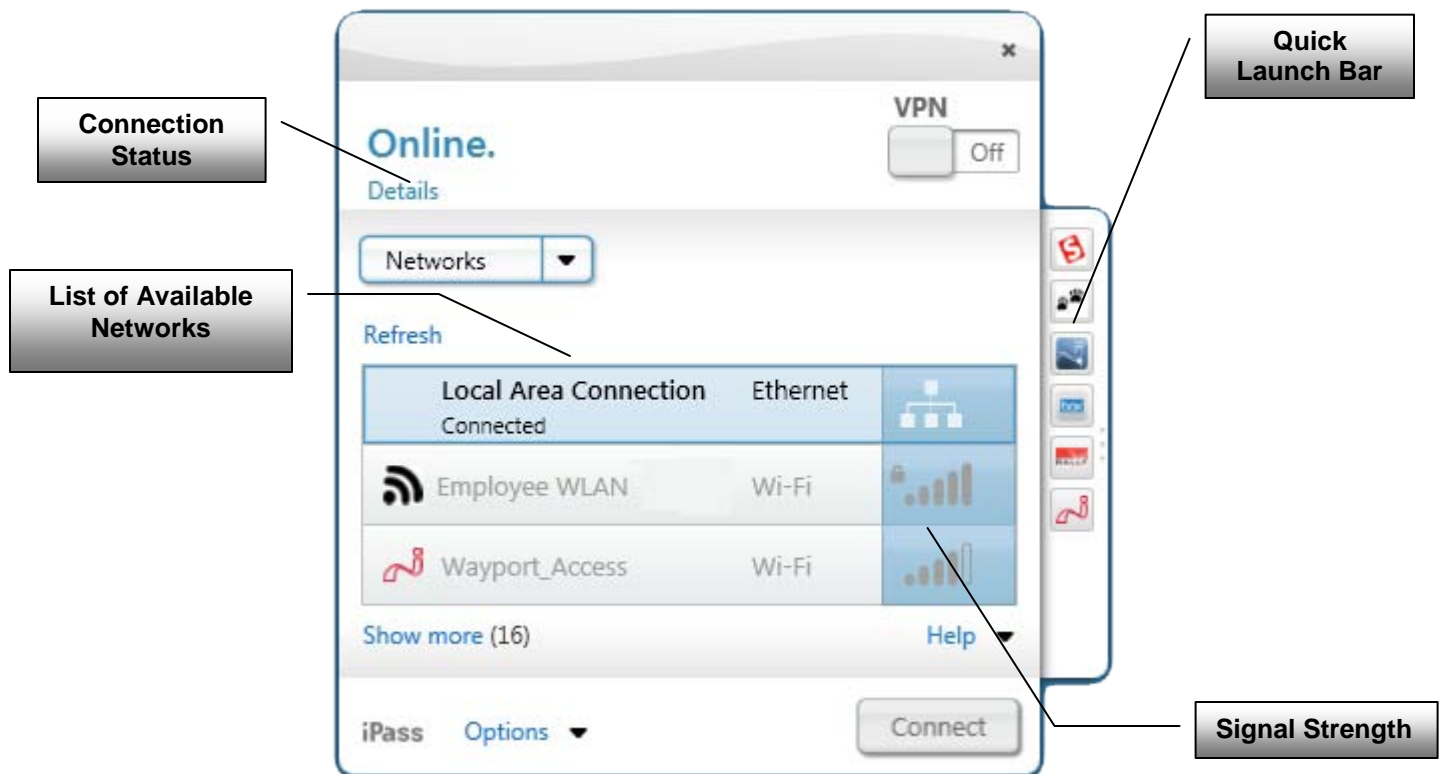 Quick
Launch Bar
Connection
Status
VPN
Online.
Off
Details
Networks
List of Available
Networks
Refresh
Local Area Connection Ethernet
Connected
Employee WLAN Wi-Fi
Wayport_Access Wi-Fi
Show more (16) Help
iPass Options Connect
Signal Strength